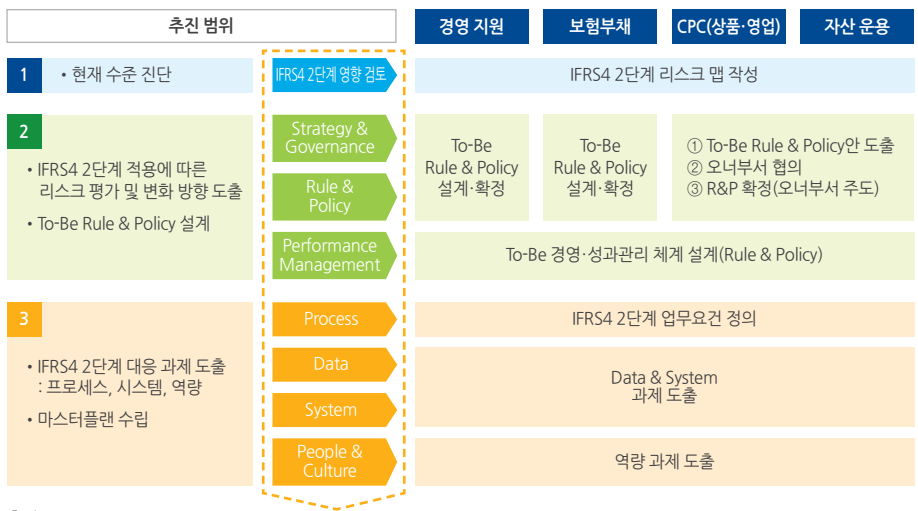 추진 범위
경영 지원
보험부채
CPC(상품·영업)
자산 운용
1
• 현재 수준 진단
IFRS4 2단계 영향 검토
IFRS4 2단계 리스크 맵 작성
2
• IFRS4 2단계 적용에 따른
리스크 평가 및 변화 방향 도출
• To-Be Rule & Policy 설계
Strategy &
Governance
Rule &
Policy
Performance
Management
To-Be
Rule & Policy
설계·확정
To-Be
Rule & Policy
설계·확정
① To-Be Rule & Policy안 도출
② 오너부서 협의
③ R&P 확정(오너부서 주도)
To-Be 경영·성과관리 체계 설계(Rule & Policy)
3
• IFRS4 2단계 대응 과제 도출
: 프로세스, 시스템, 역량
• 마스터플랜 수립
Process
Data
System
People &
Culture
IFRS4 2단계 업무요건 정의
Data & System
과제 도출
역량 과제 도출